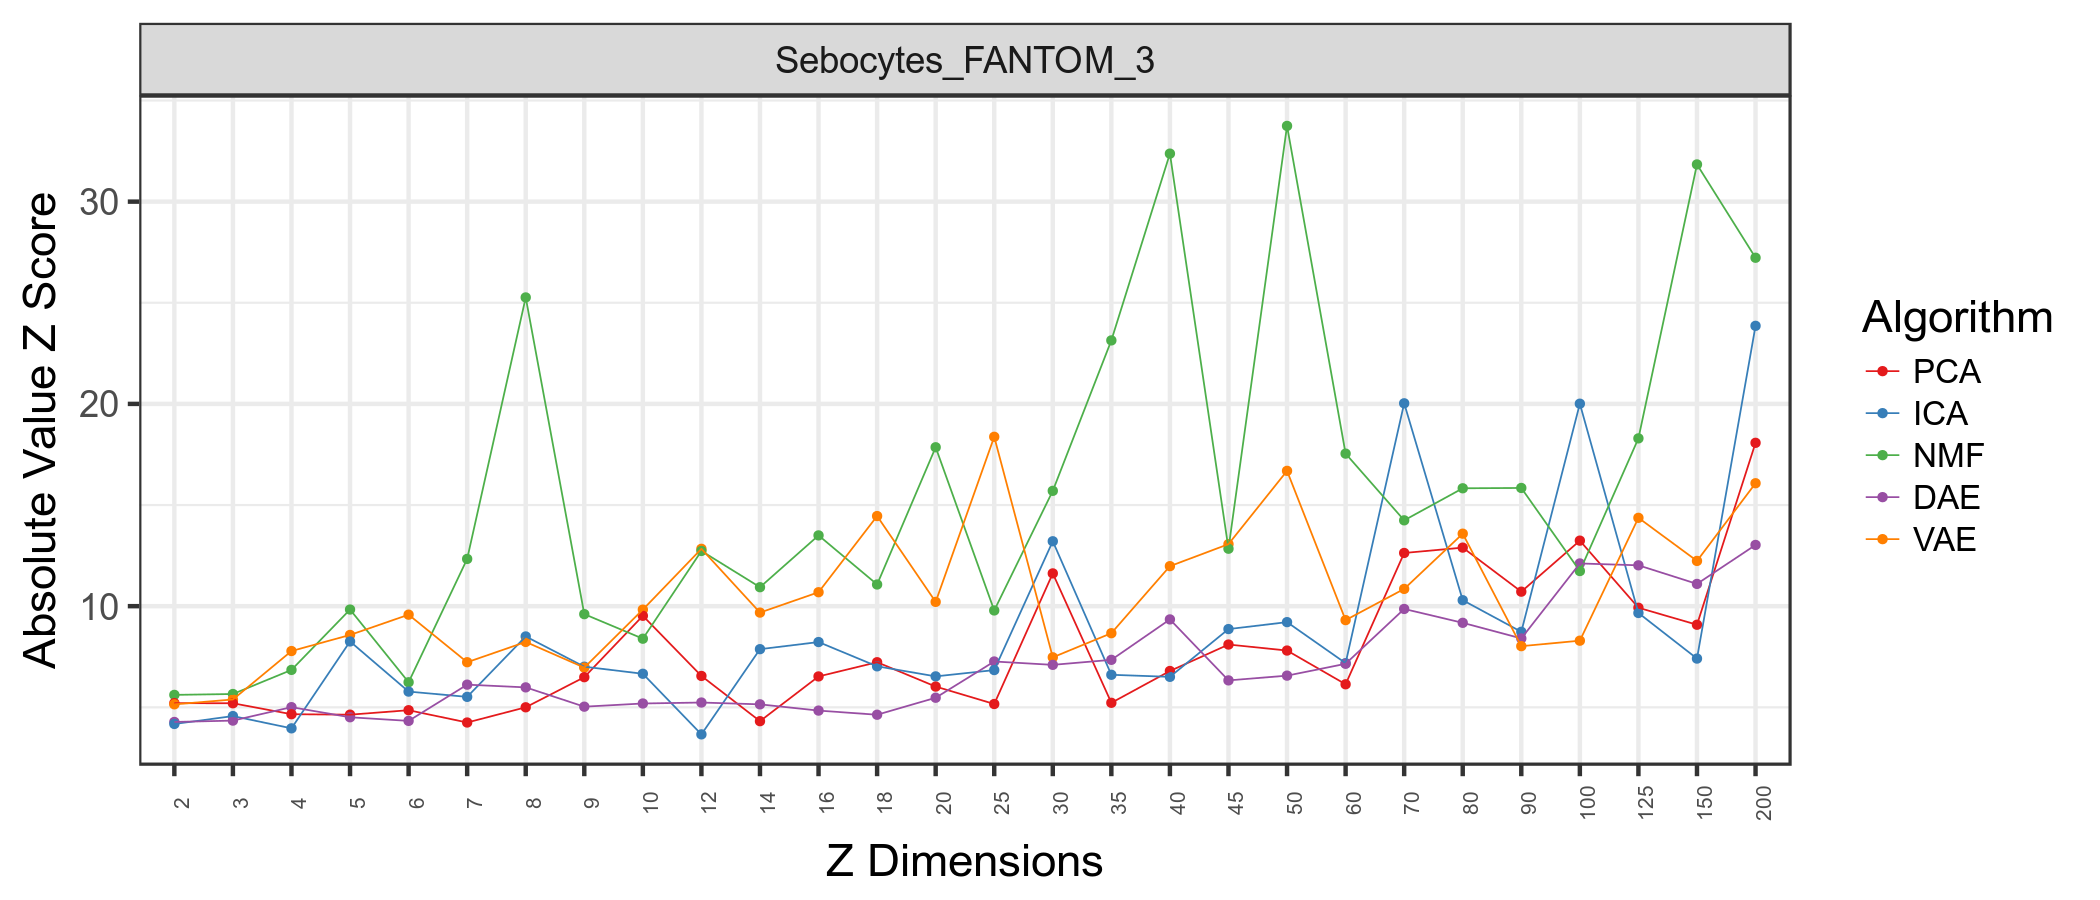 Sebocytes_FANTOM_3
Absolute Value Z Score
30
20
10
2 3 4 5 6 7 8 9 10 12 14 16 18 20 25 30 35 40 45 50 60 70 80 90 100 125 150 200
Z Dimensions
Algorithm
PCA
ICA
NMF
DAE
VAE